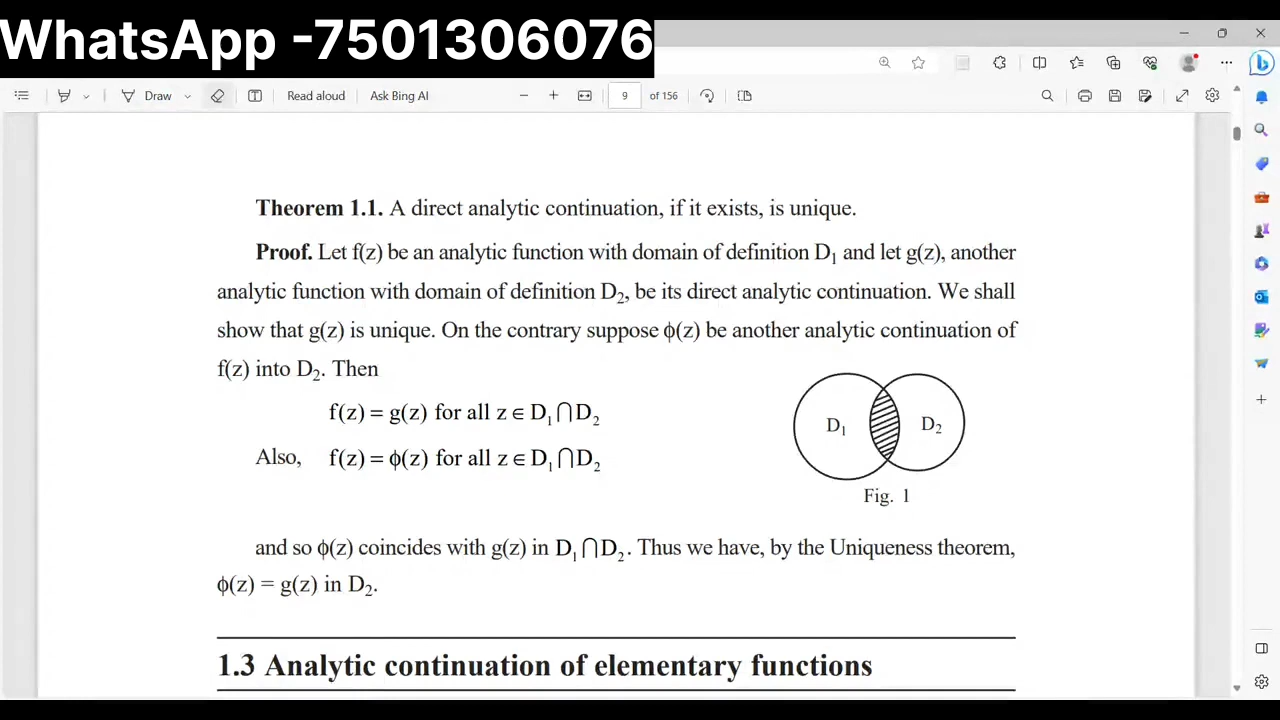 WhatsApp -7501306076
Draw
Read aloud
Ask Bing AI
9
of 156
Theorem 1.1. A direct analytic continuation, if it exists, is unique.
Proof. Let f(z) be an analytic function with domain of definition D₁ and let g(z), another
analytic function with domain of definition D₂, be its direct analytic continuation. We shall
show that g(z) is unique. On the contrary suppose ϕ(z) be another analytic continuation of
f(z) into D₂. Then
f(z) = g(z) for all z ∈ D₁⋂D₂
Also, f(z) = ϕ(z) for all z ∈ D₁⋂D₂
D₁ D₂
Fig. 1
and so ϕ(z) coincides with g(z) in D₁⋂D₂. Thus we have, by the Uniqueness theorem,
ϕ(z) = g(z) in D₂.
1.3 Analytic continuation of elementary functions